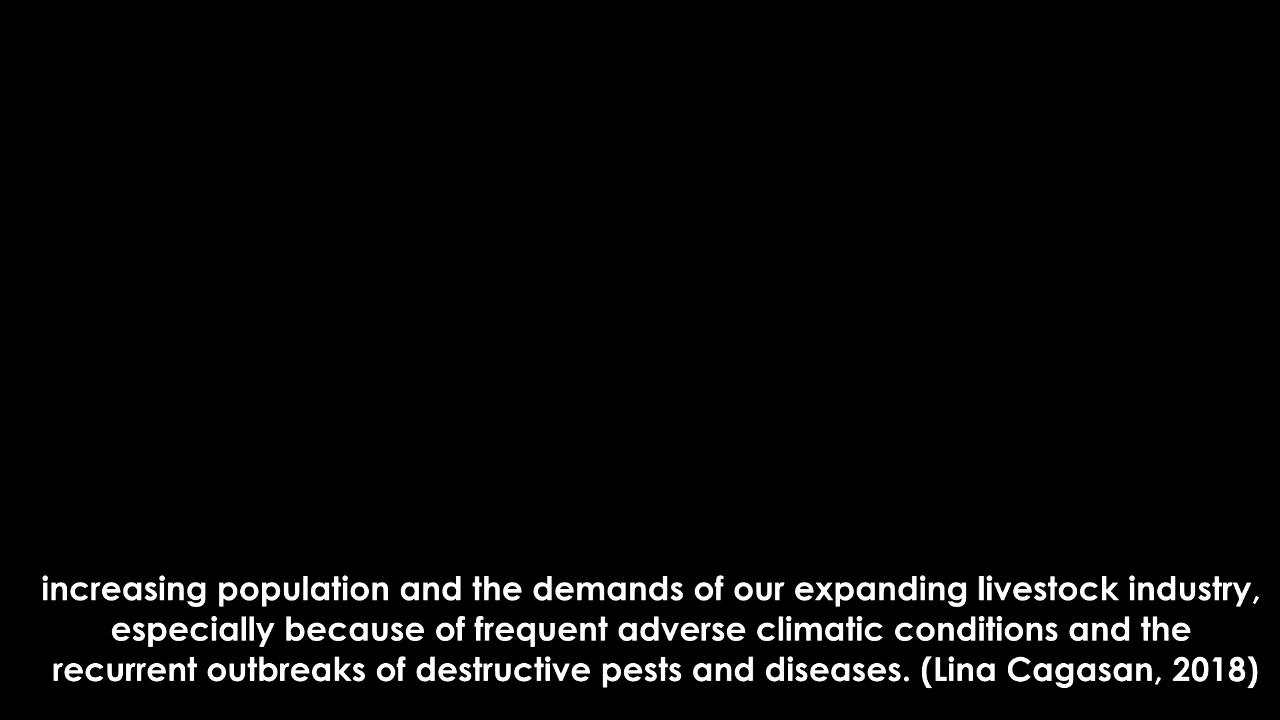 increasing population and the demands of our expanding livestock industry,
especially because of frequent adverse climatic conditions and the
recurrent outbreaks of destructive pests and diseases. (Lina Cagasan, 2018)